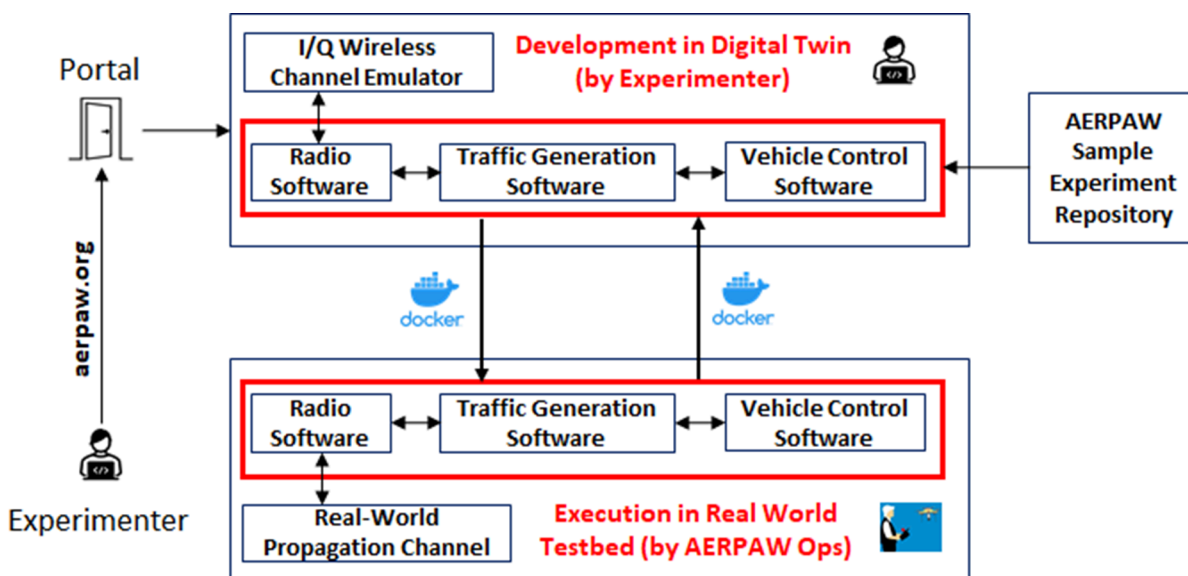 Portal
aerpaw.org
Experimenter
I/Q Wireless
Channel Emulator
Development in Digital Twin
(by Experimenter)
</>
Radio
Software
Traffic Generation
Software
Vehicle Control
Software
AERPAW
Sample
Experiment
Repository
docker
docker
Radio
Software
Traffic Generation
Software
Vehicle Control
Software
</>
Real-World
Propagation Channel
Execution in Real World
Testbed (by AERPAW Ops)